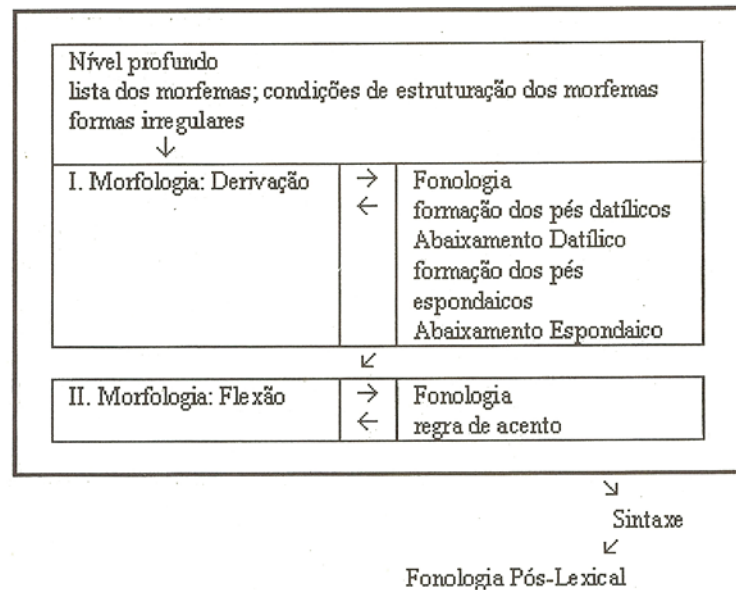 Nível profundo
lista dos morfemas; condições de estruturação dos morfemas
formas irregulares
↓
I. Morfologia: Derivação → Fonologia
← formação dos pés datílicos
Abaixamento Datílico
formação dos pés
espondaicos
Abaixamento Espondaico
↙
II. Morfologia: Flexão → Fonologia
← regra de acento
↘
Sintaxe
↙
Fonologia Pós-Lexical